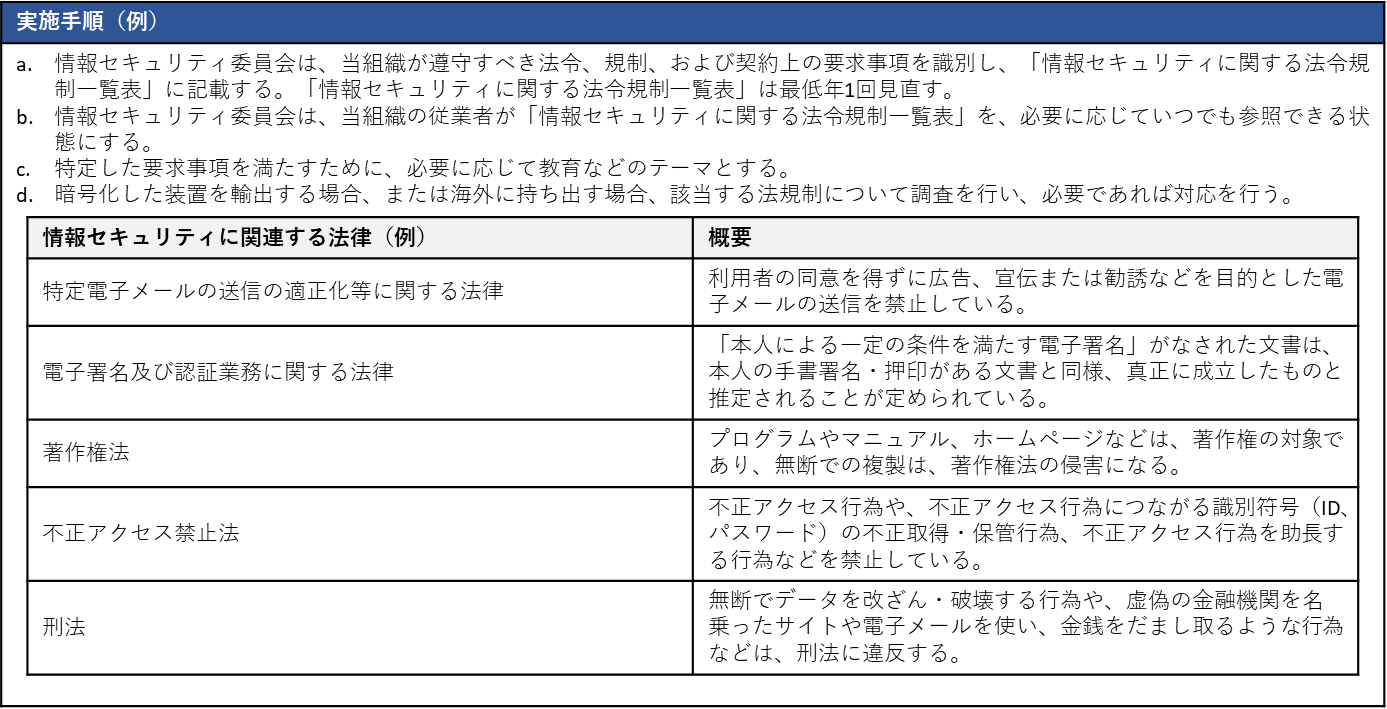 実施手順（例）
a. 情報セキュリティ委員会は、当組織が遵守すべき法令、規制、および契約上の要求事項を識別し、「情報セキュリティに関する法令規
制一覧表」に記載する。「情報セキュリティに関する法令規制一覧表」は最低年1回見直す。
b. 情報セキュリティ委員会は、当組織の従業者が「情報セキュリティに関する法令規制一覧表」を、必要に応じていつでも参照できる状
態にする。
c. 特定した要求事項を満たすために、必要に応じて教育などのテーマとする。
d. 暗号化した装置を輸出する場合、または海外に持ち出す場合、該当する法規制について調査を行い、必要であれば対応を行う。
情報セキュリティに関連する法律（例）
概要
特定電子メールの送信の適正化等に関する法律
利用者の同意を得ずに広告、宣伝または勧誘などを目的とした電
子メールの送信を禁止している。
電子署名及び認証業務に関する法律
「本人による一定の条件を満たす電子署名」がなされた文書は、
本人の手書署名・押印がある文書と同様、真正に成立したものと
推定されることが定められている。
著作権法
プログラムやマニュアル、ホームページなどは、著作権の対象で
あり、無断での複製は、著作権法の侵害になる。
不正アクセス禁止法
不正アクセス行為や、不正アクセス行為につながる識別符号（ID、
パスワード）の不正取得・保管行為、不正アクセス行為を助長す
る行為などを禁止している。
刑法
無断でデータを改ざん・破壊する行為や、虚偽の金融機関を名
乗ったサイトや電子メールを使い、金銭をだまし取るような行為
などは、刑法に違反する。